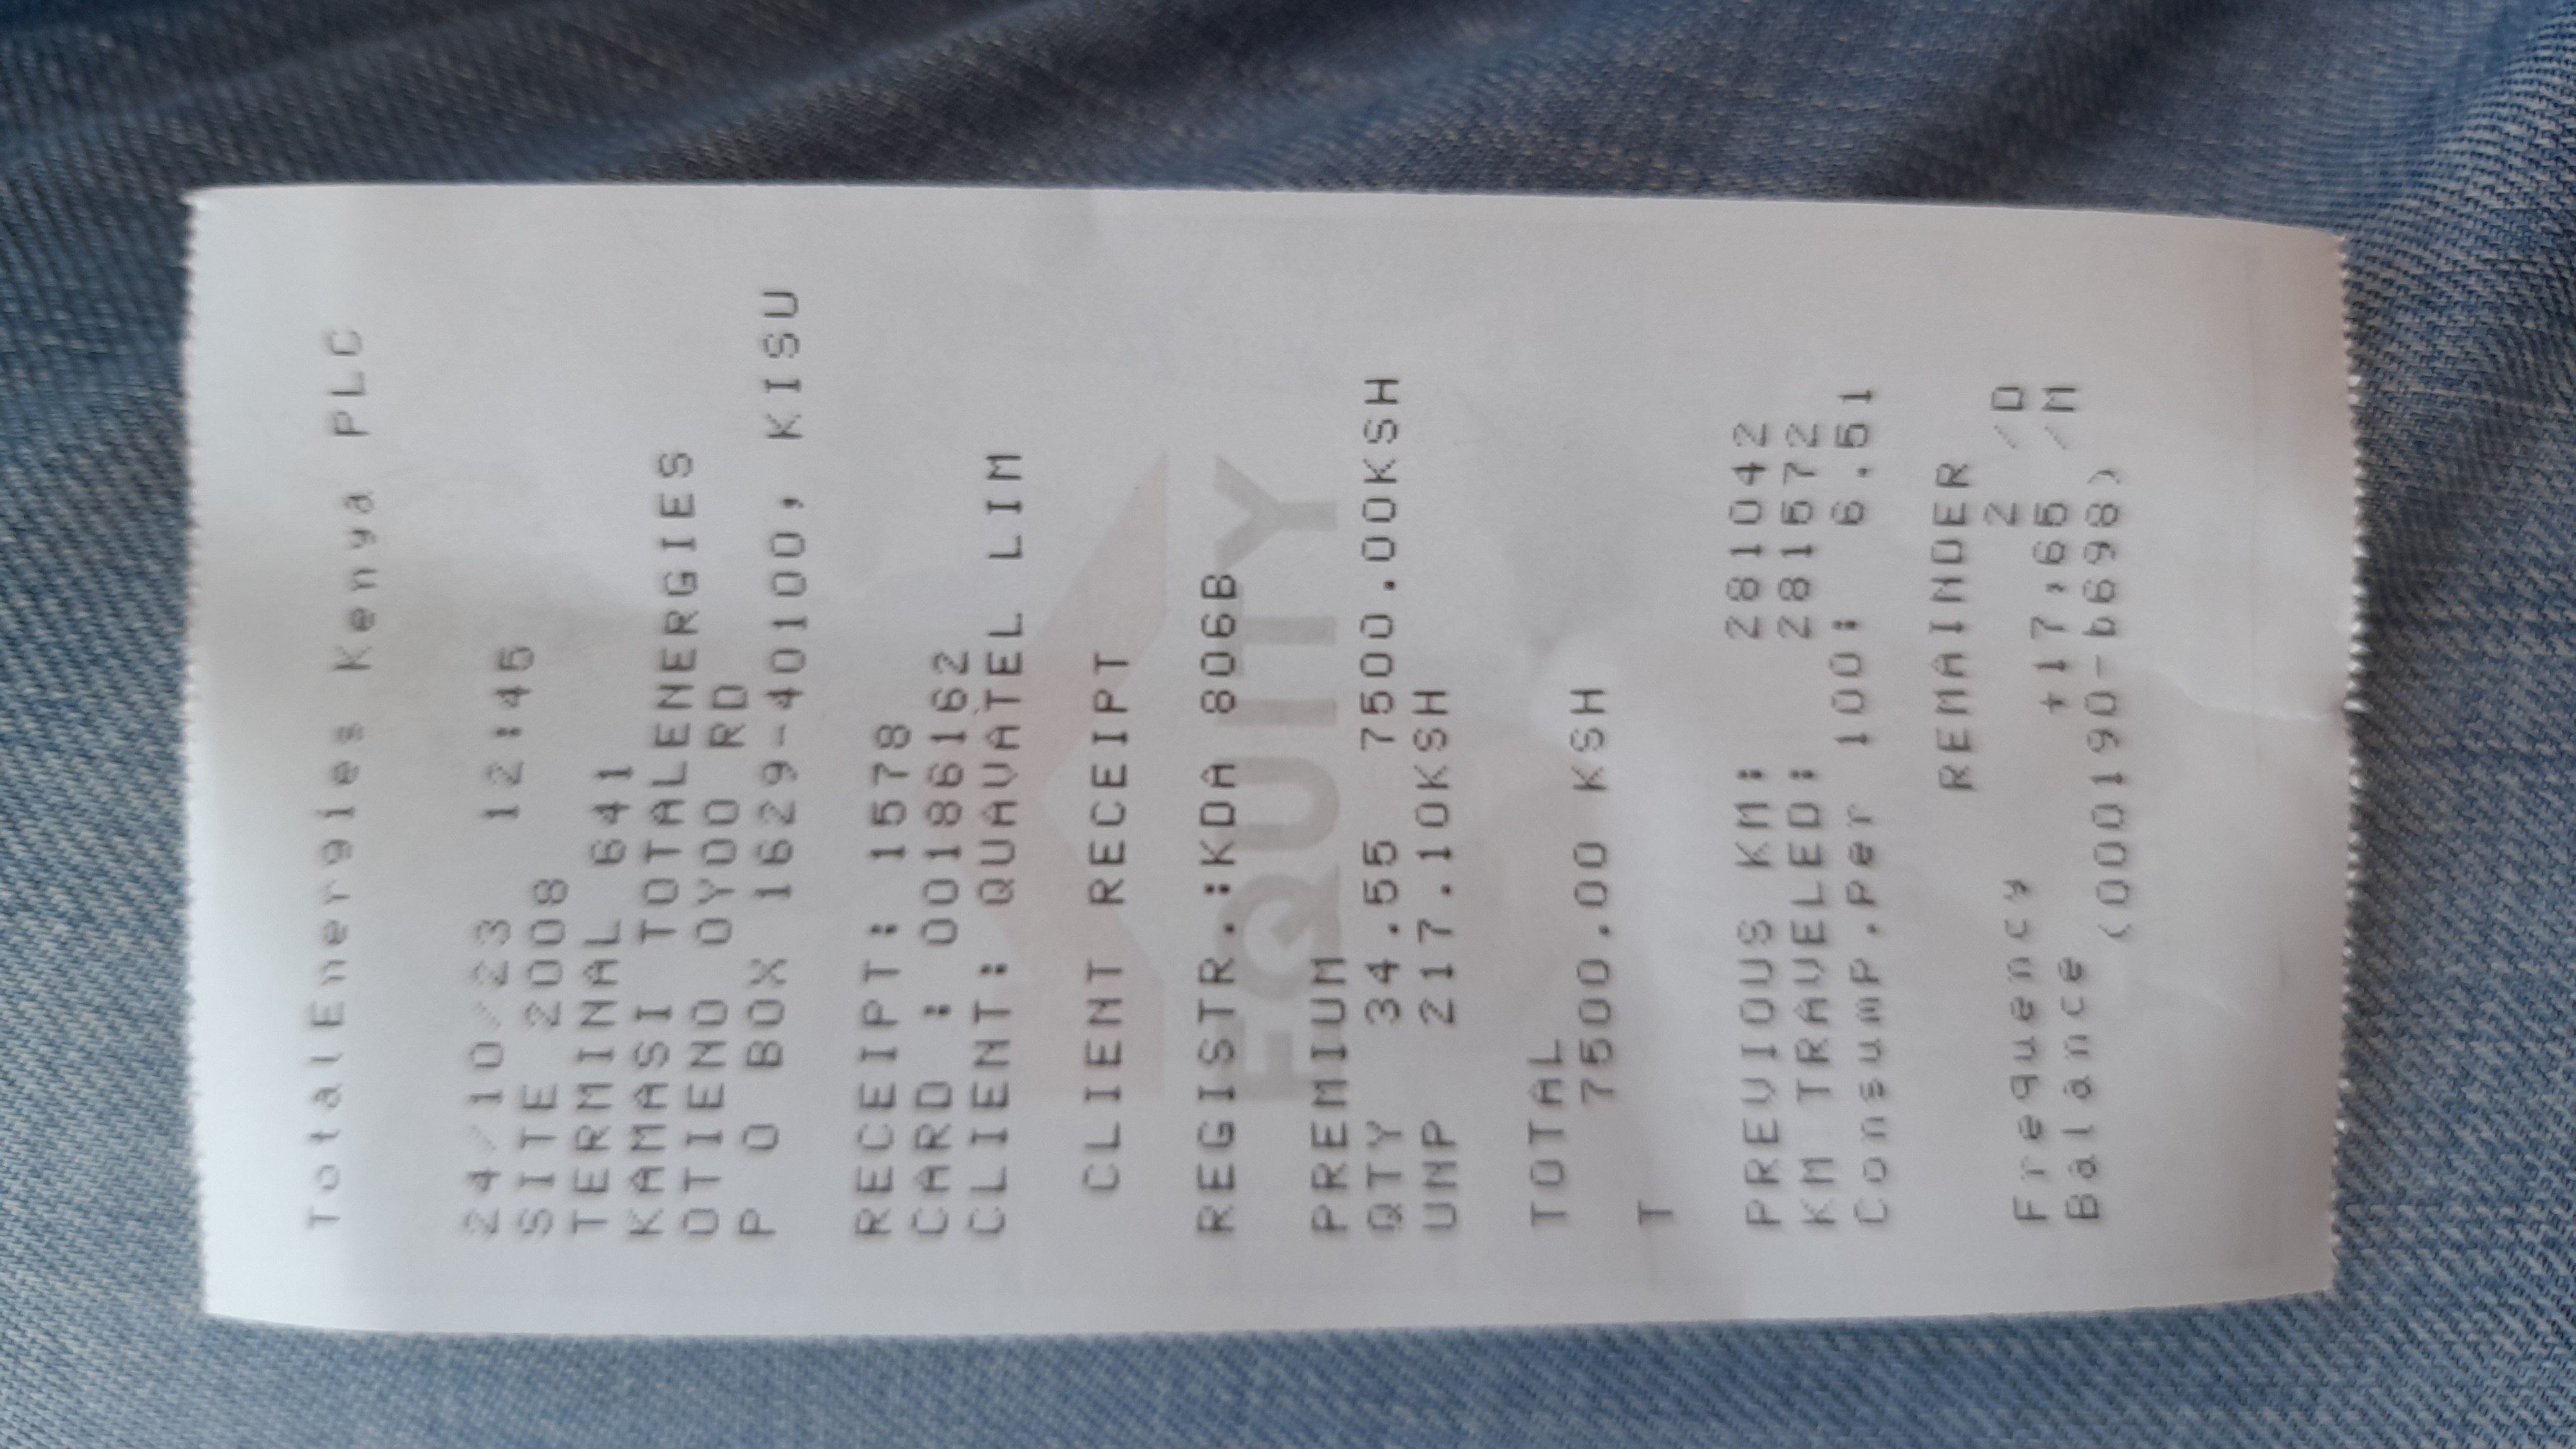 TotalEnergies Kenya PLC
24/10/23 12:45
SITE 2008
TERMINAL 641
KAMASI TOTALENERGIES
OTIENO OYOO RD
P O BOX 1629-40100, KISU
RECEIPT: 1578
CARD : 00186162
CLIENT: QUAVATEL LIM
CLIENT RECEIPT
REGISTR.:KDA 806B
EQUITY
PREMIUM
QTY 34.55 7500.00KSH
UNP 217.10KSH
TOTAL
7500.00 KSH
T
PREVIOUS KM: 281042
KM TRAVELED: 281572
Consump.per 100: 6.51
REMAINDER
Frequency 2 /D
Balance +17,65 /M
(000190-b698)